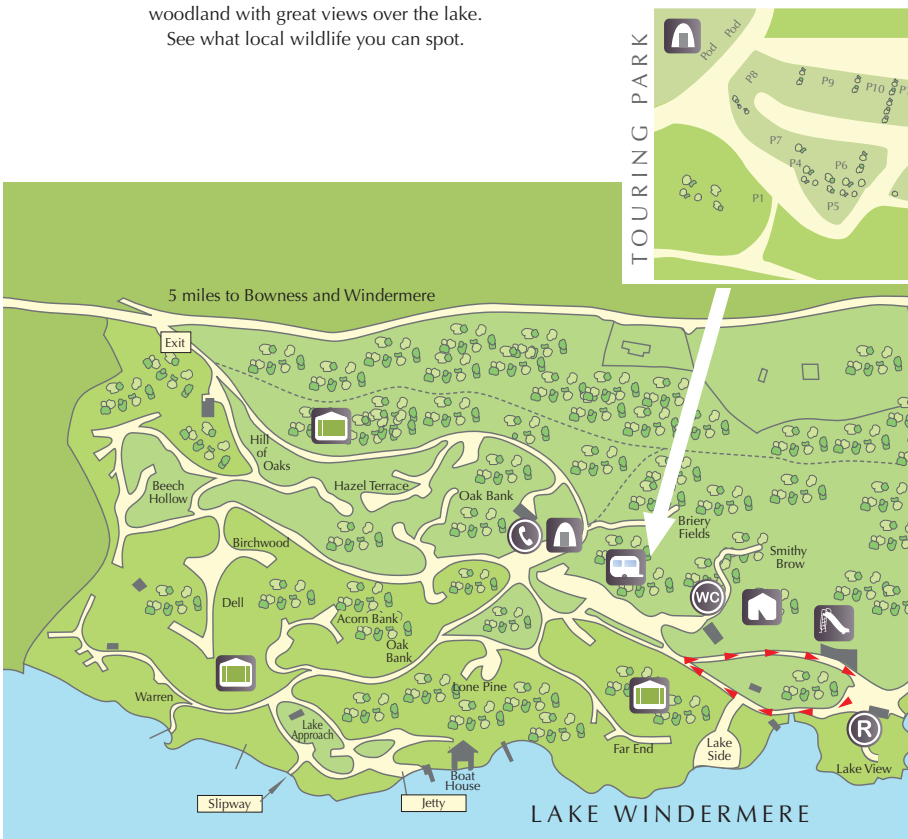 woodland with great views over the lake.
See what local wildlife you can spot.
TOURING PARK
Pod
Pod
P8
P9
P10
P7
P4
P6
P5
P1
5 miles to Bowness and Windermere
Exit
Hill
of
Oaks
Beech
Hollow
Hazel Terrace
Oak Bank
Briery
Fields
Birchwood
Smithy
Brow
WC
Dell
Acorn Bank
Oak
Bank
Warren
Lone Pine
Lake
Approach
Far End
Lake
Side
R
Lake View
Boat
House
Slipway
Jetty
LAKE WINDERMERE